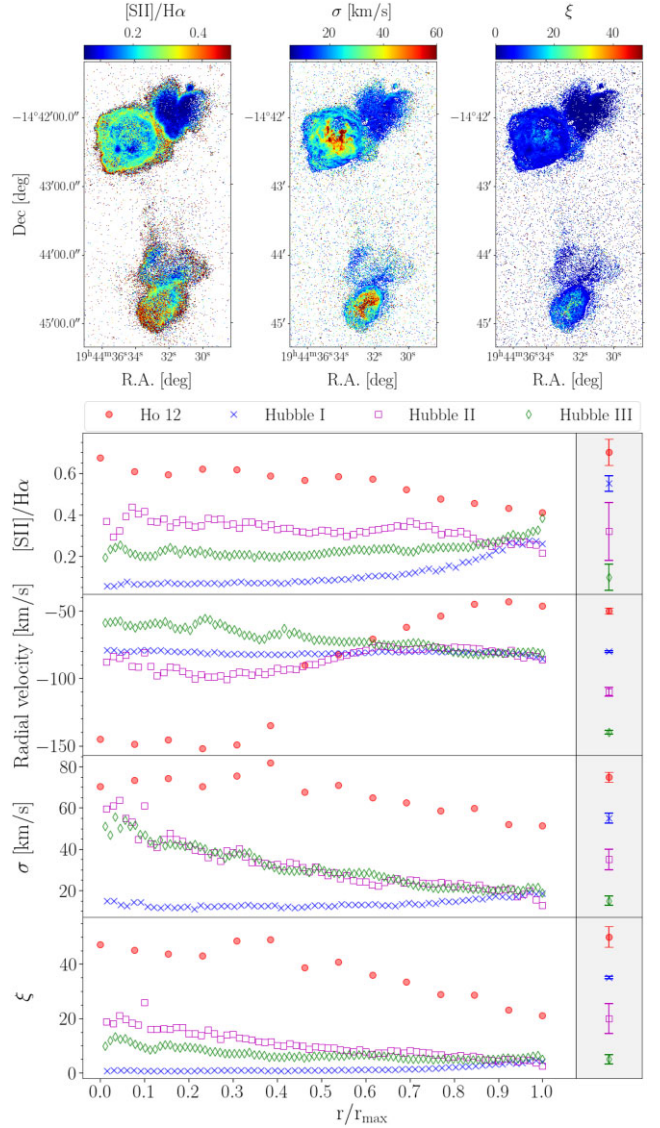 [SII]/Hα σ [km/s] ξ
0.2 0.4 20 40 60 0 20 40
−14°42′00.00″ −14°42′ −14°42′
43′00.00″ 43′ 43′
Dec [deg]
44′00.00″ 44′ 44′
45′00.0″ 45′ 45′
19ʰ44ᵐ36ˢ34ˢ 32ˢ 30ˢ 19ʰ44ᵐ36ˢ34ˢ 32ˢ 30ˢ 19ʰ44ᵐ36ˢ34ˢ 32ˢ 30ˢ
R.A. [deg] R.A. [deg] R.A. [deg]
Ho 12 Hubble I Hubble II Hubble III
[SII]/Hα
0.6
0.4
0.2
Radial velocity [km/s]
−50
−100
−150
σ [km/s]
80
60
40
20
ξ
40
20
0
0.0 0.1 0.2 0.3 0.4 0.5 0.6 0.7 0.8 0.9 1.0
r/rₘₐₓ